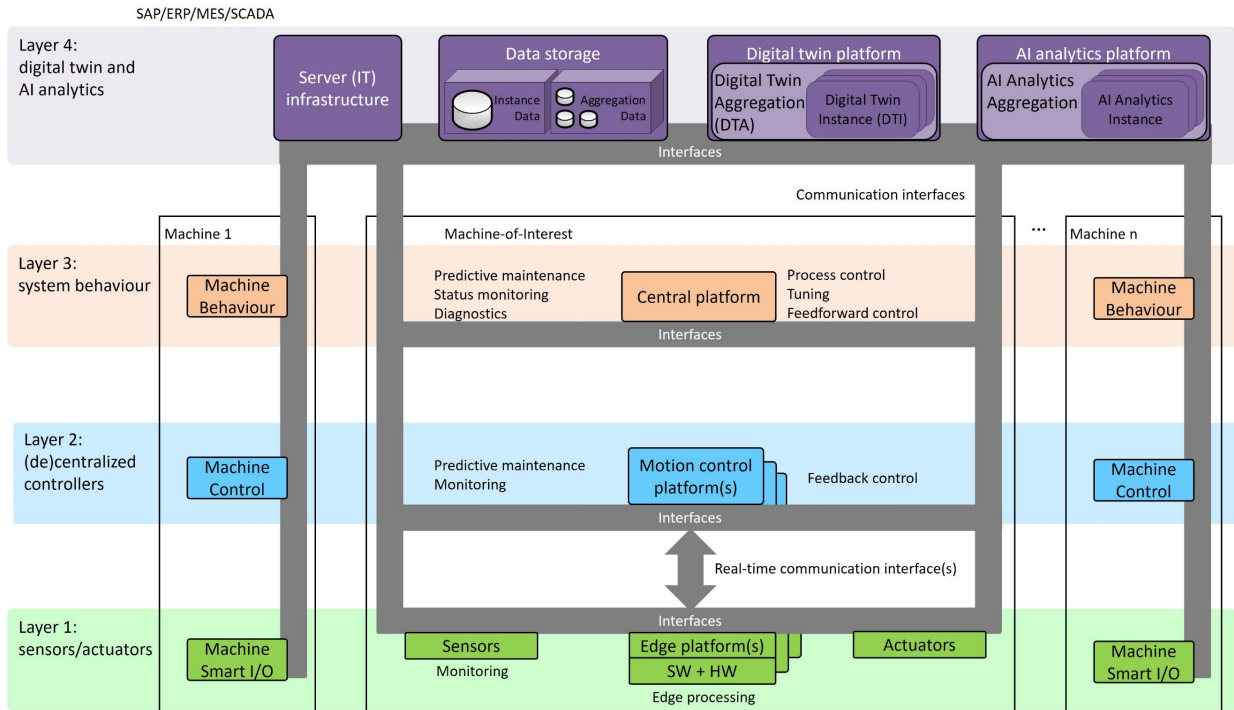 SAP/ERP/MES/SCADA
Layer 4:
digital twin and
AI analytics
Server (IT)
infrastructure
Data storage
Instance
Data
Aggregation
Data
Digital twin platform
Digital Twin
Aggregation
(DTA)
Digital Twin
Instance (DTI)
AI analytics platform
AI Analytics
Aggregation
AI Analytics
Instance
Interfaces
Communication interfaces
Machine 1
Machine-of-Interest
...
Machine n
Layer 3:
system behaviour
Machine
Behaviour
Predictive maintenance
Status monitoring
Diagnostics
Central platform
Process control
Tuning
Feedforward control
Machine
Behaviour
Interfaces
Layer 2:
(de)centralized
controllers
Machine
Control
Predictive maintenance
Monitoring
Motion control
platform(s)
Feedback control
Machine
Control
Interfaces
Real-time communication interface(s)
Interfaces
Layer 1:
sensors/actuators
Machine
Smart I/O
Sensors
Monitoring
Edge platform(s)
SW + HW
Edge processing
Actuators
Machine
Smart I/O